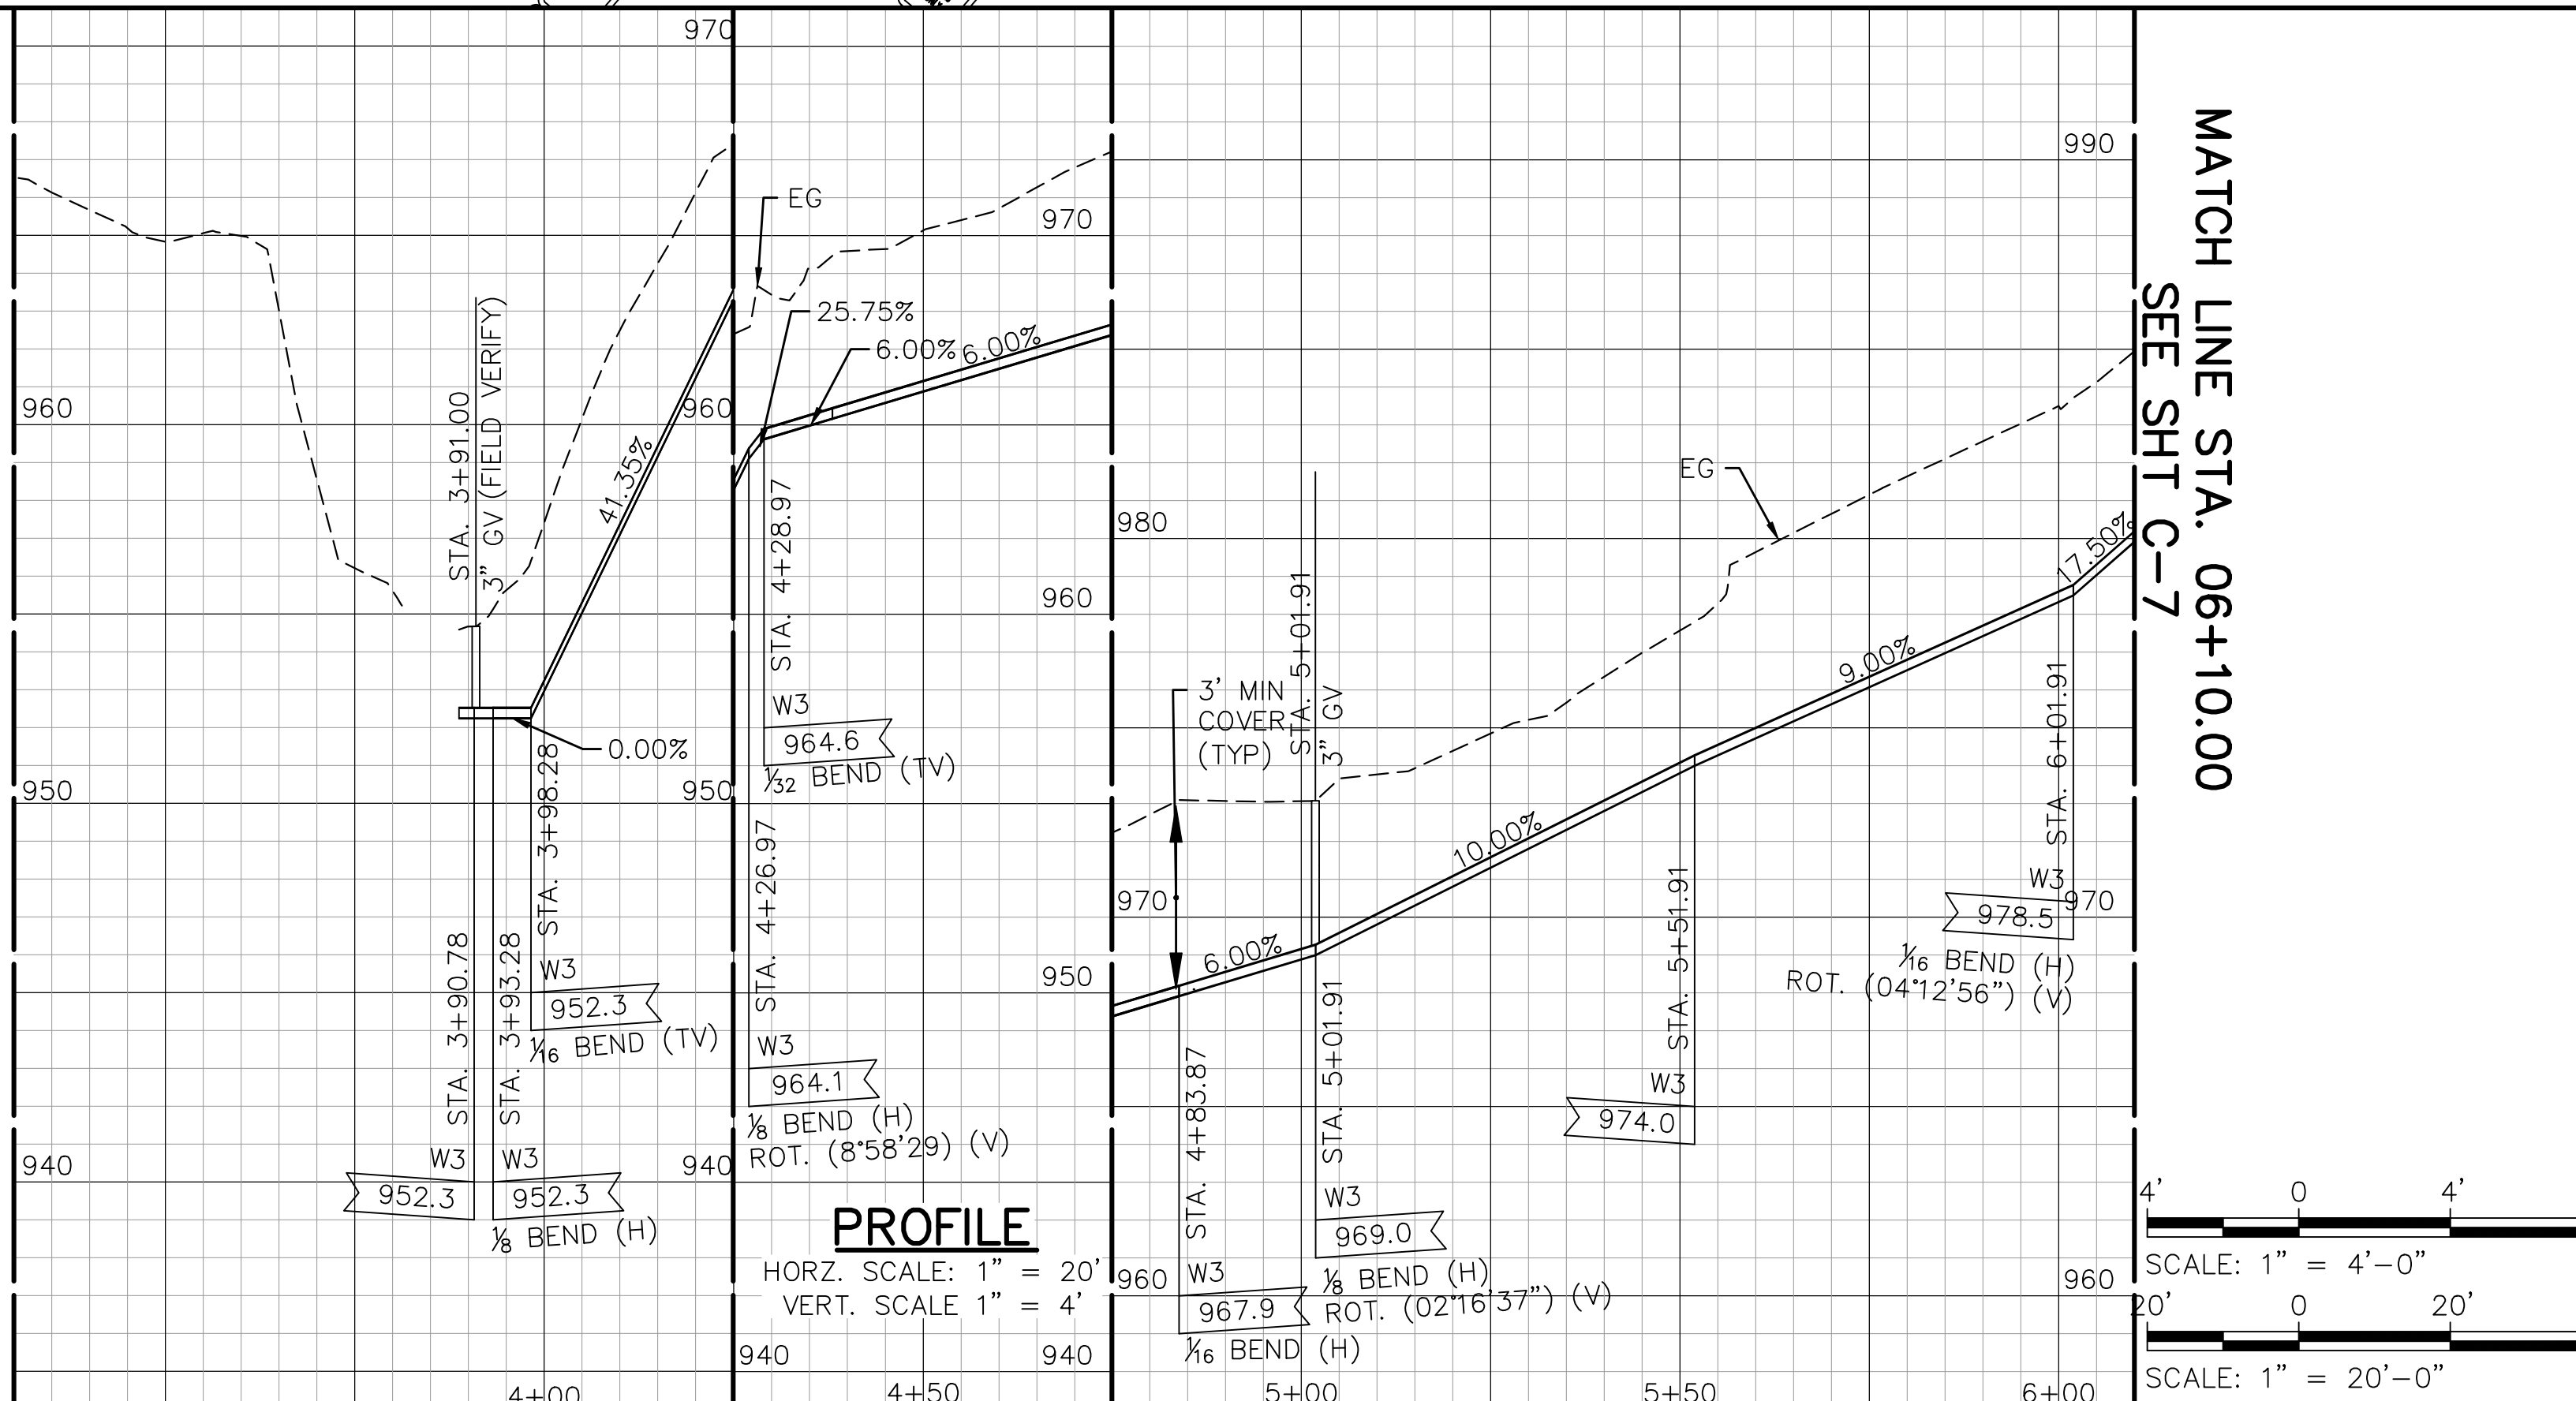 970
960
950
940
STA. 3+91.00
3" GV (FIELD VERIFY)
41.35%
0.00%
STA. 3+90.78
W3
952.3
STA. 3+93.28
W3
952.3
1/8 BEND (H)
STA. 3+98.28
W3
952.3
1/16 BEND (TV)
960
950
940
EG
25.75%
6.00%
6.00%
970
960
950
940
940
STA. 4+28.97
W3
964.6
1/32 BEND (TV)
STA. 4+26.97
W3
964.1
1/8 BEND (H)
ROT. (8°58'29) (V)
PROFILE
HORZ. SCALE: 1" = 20'
VERT. SCALE 1" = 4'
980
970
960
3' MIN
COVER
(TYP)
STA. 5+01.91
3" GV
6.00%
10.00%
9.00%
17.50%
EG
STA. 4+83.87
W3
967.9
1/16 BEND (H)
STA. 5+01.91
W3
969.0
1/8 BEND (H)
ROT. (02°16'37") (V)
STA. 5+51.91
W3
974.0
STA. 6+01.91
W3
978.5
1/16 BEND (H)
ROT. (04°12'56") (V)
990
970
960
4+00
4+50
5+00
5+50
6+00
MATCH LINE STA. 06+10.00
SEE SHT C-7
4' 0 4'
SCALE: 1" = 4'-0"
20' 0 20'
SCALE: 1" = 20'-0"